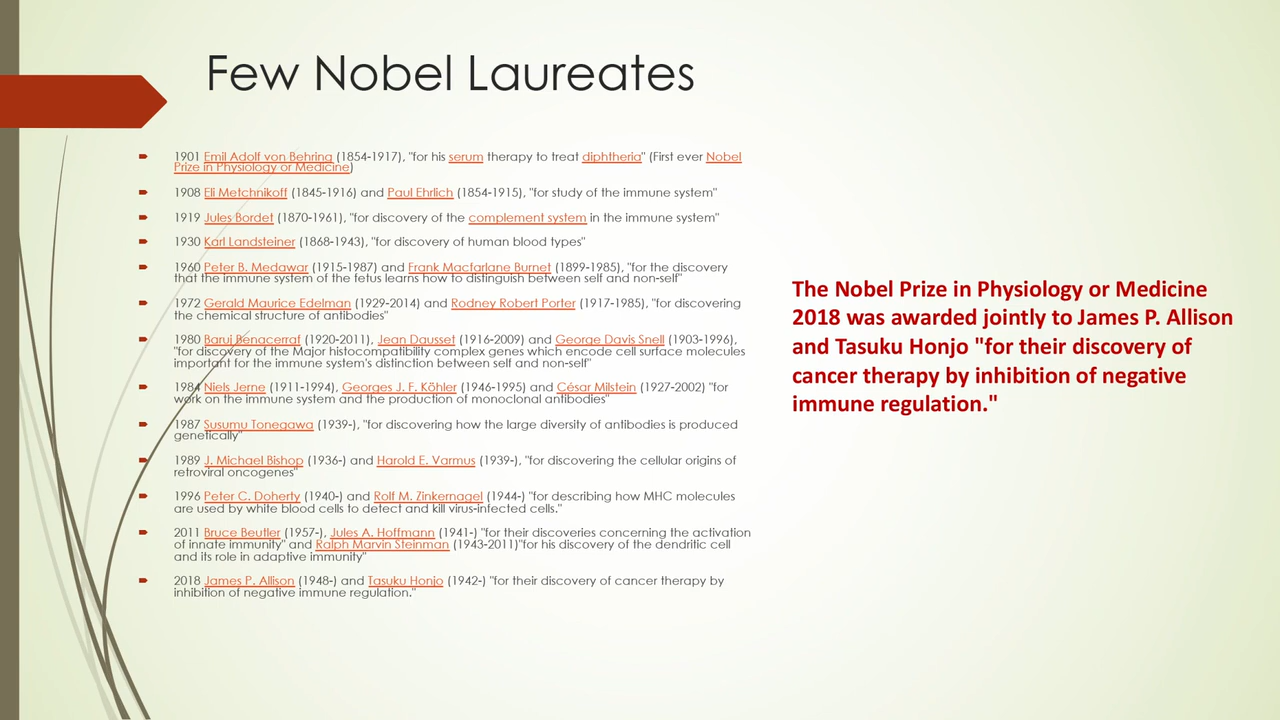 Few Nobel Laureates
1901 Emil Adolf von Behring (1854-1917), "for his serum therapy to treat diphtheria" (First ever Nobel
Prize in Physiology or Medicine)
1908 Eli Metchnikoff (1845-1916) and Paul Ehrlich (1854-1915), "for study of the immune system"
1919 Jules Bordet (1870-1961), "for discovery of the complement system in the immune system"
1930 Karl Landsteiner (1868-1943), "for discovery of human blood types"
1960 Peter B. Medawar (1915-1987) and Frank Macfarlane Burnet (1899-1985), "for the discovery
that the immune system of the fetus learns how to distinguish between self and non-self"
1972 Gerald Maurice Edelman (1929-2014) and Rodney Robert Porter (1917-1985), "for discovering
the chemical structure of antibodies"
1980 Baruj Benacerraf (1920-2011), Jean Dausset (1916-2009) and George Davis Snell (1903-1996),
"for discovery of the Major histocompatibility complex genes which encode cell surface molecules
important for the immune system's distinction between self and non-self"
1984 Niels Jerne (1911-1994), Georges J. F. Köhler (1946-1995) and César Milstein (1927-2002) "for
work on the immune system and the production of monoclonal antibodies"
1987 Susumu Tonegawa (1939-), "for discovering how the large diversity of antibodies is produced
genetically"
1989 J. Michael Bishop (1936-) and Harold E. Varmus (1939-), "for discovering the cellular origins of
retroviral oncogenes"
1996 Peter C. Doherty (1940-) and Rolf M. Zinkernagel (1944-) "for describing how MHC molecules
are used by white blood cells to detect and kill virus-infected cells."
2011 Bruce Beutler (1957-), Jules A. Hoffmann (1941-) "for their discoveries concerning the activation
of innate immunity" and Ralph Marvin Steinman (1943-2011)"for his discovery of the dendritic cell
and its role in adaptive immunity"
2018 James P. Allison (1948-) and Tasuku Honjo (1942-) "for their discovery of cancer therapy by
inhibition of negative immune regulation."
The Nobel Prize in Physiology or Medicine
2018 was awarded jointly to James P. Allison
and Tasuku Honjo "for their discovery of
cancer therapy by inhibition of negative
immune regulation."